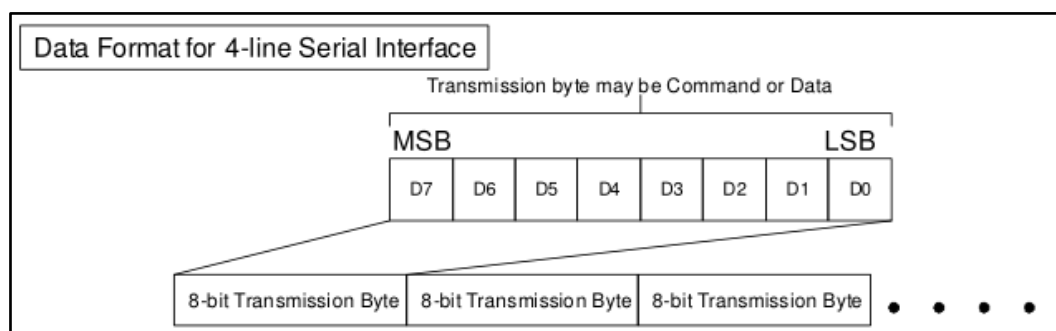 Data Format for 4-line Serial Interface
Transmission byte may be Command or Data
MSB LSB
D7 D6 D5 D4 D3 D2 D1 D0
8-bit Transmission Byte 8-bit Transmission Byte 8-bit Transmission Byte